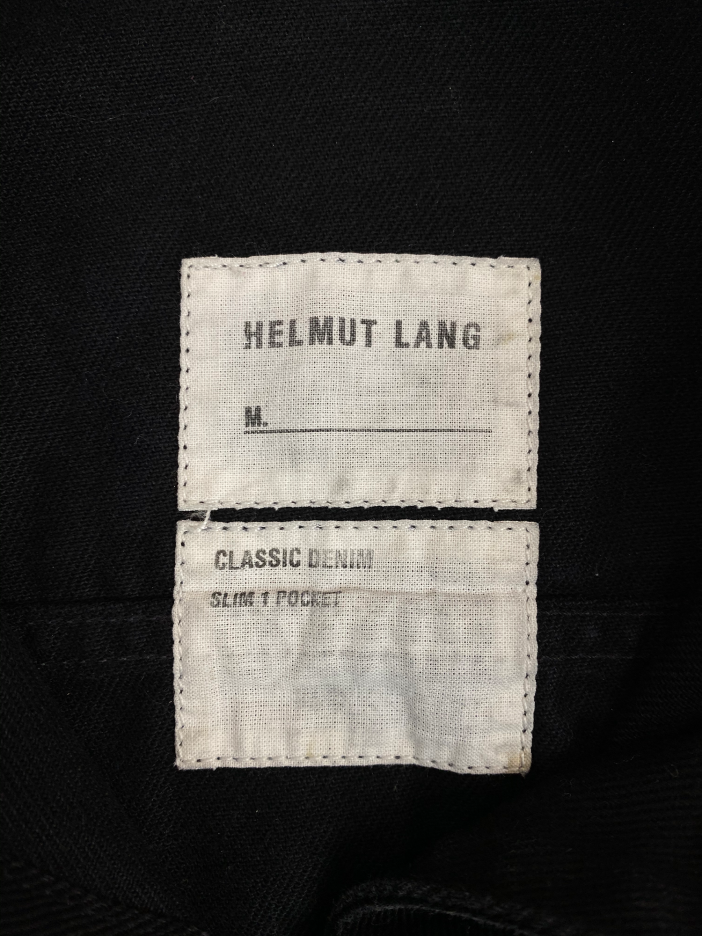 HELMUT LANG
M.
CLASSIC DENIM
SLIM 1 POCKET